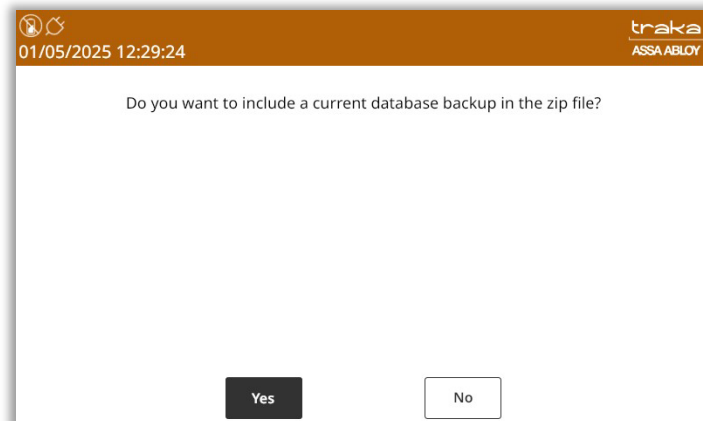 traka
01/05/2025 12:29:24
ASSA ABLOY
Do you want to include a current database backup in the zip file?
Yes
No